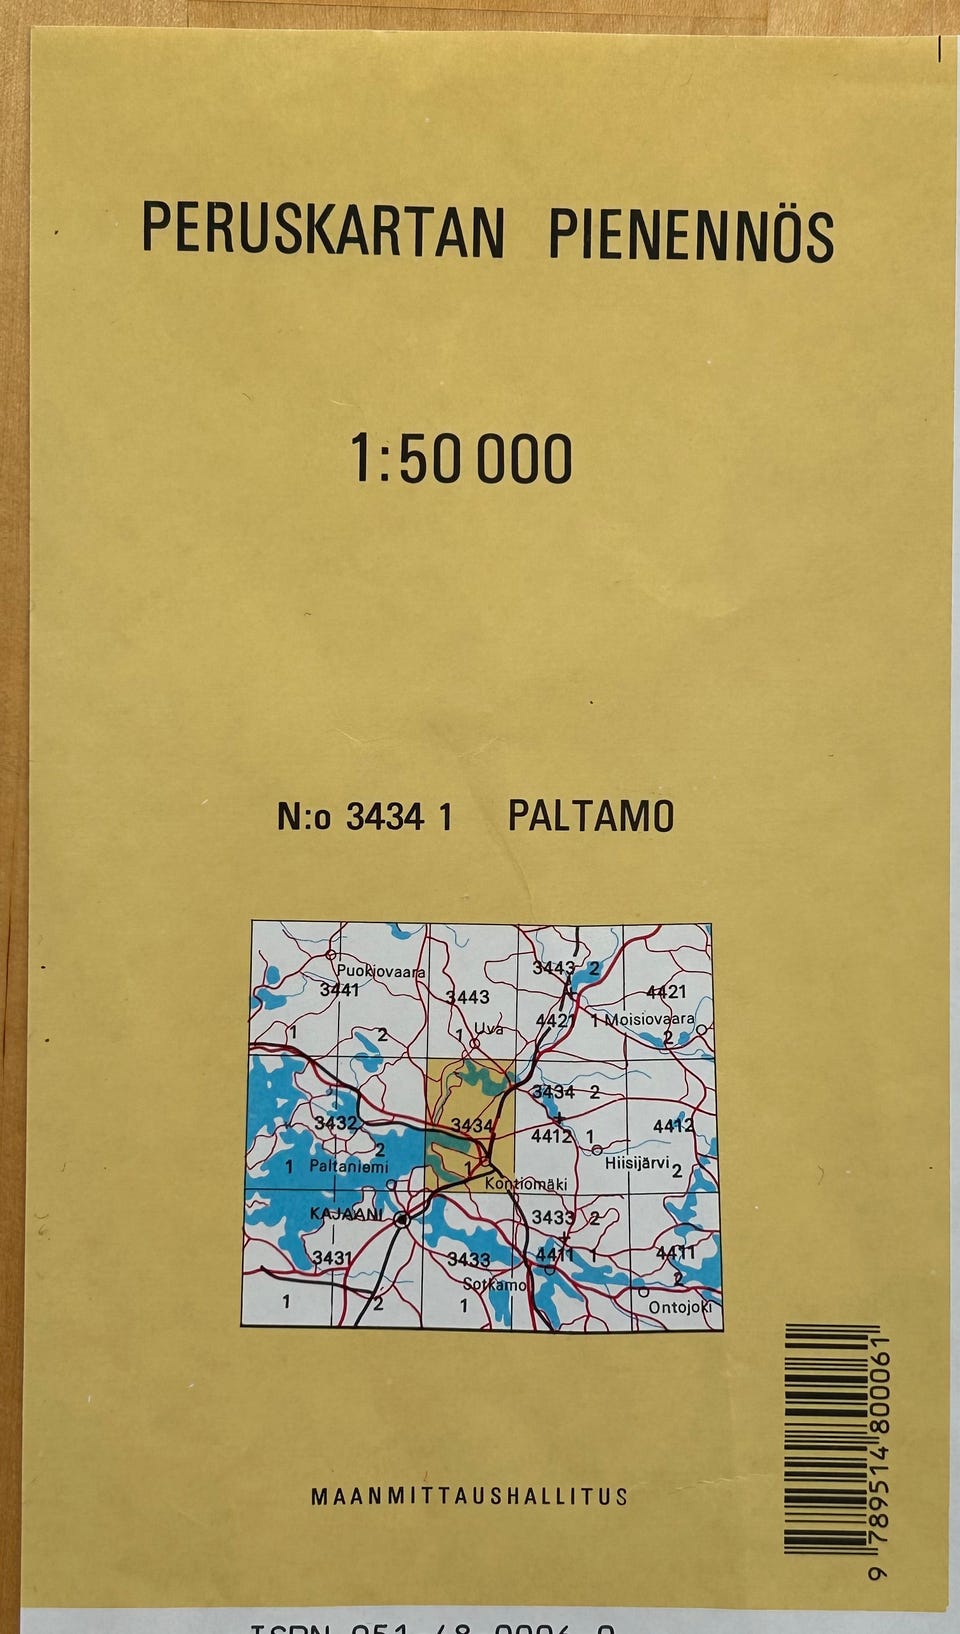 PERUSKARTAN PIENENNÖS
1:50 000
N:o 3434 1 PALTAMO
Puokiovaara
3441
1
2
3443
1 Uva
3443 2
4421 1
4421
Moisiovaara
2
3432
1
2
Paltaniemi
3434
1
Kontiomäki
3434 2
4412 1
4412
Hiisijärvi
2
KAJAANI
3431
1
2
3433
Sotkamo
1
3433 2
4411 1
4411
2
Ontojoki
MAANMITTAUSHALLITUS
9 789514 800061